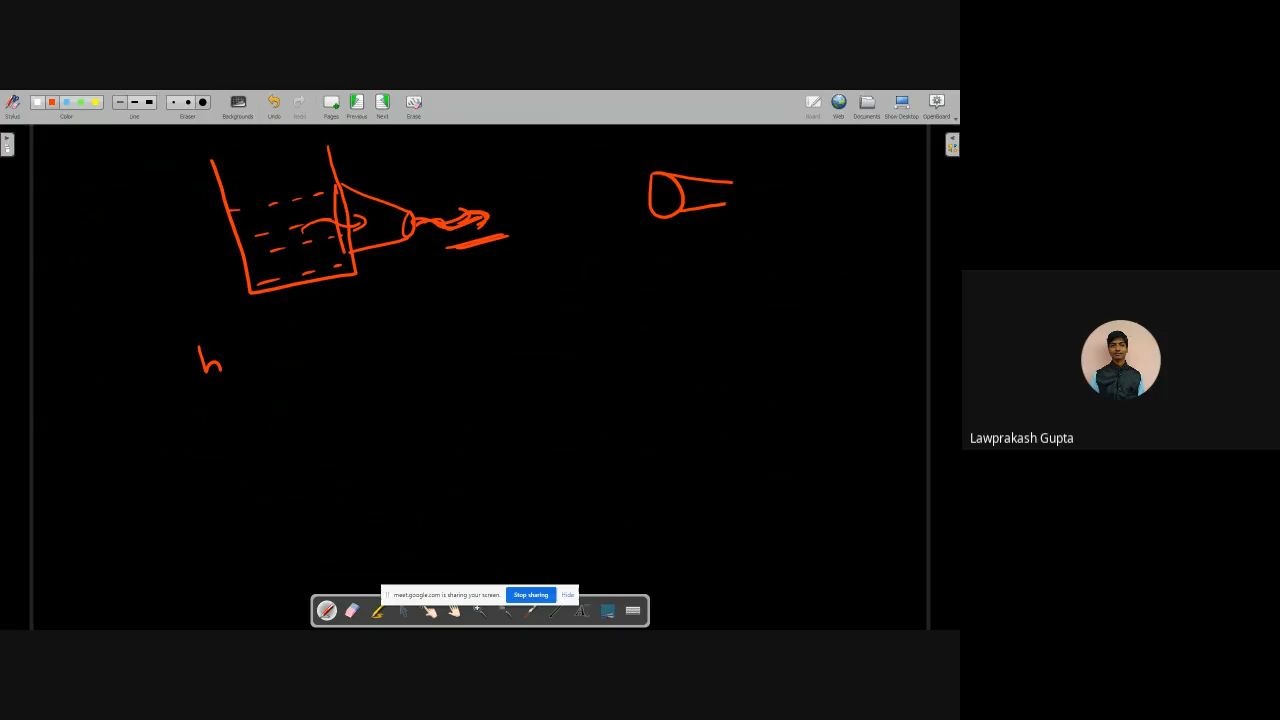 Stylus Color Line Eraser Backgrounds Undo Redo Pages Previous Next Erase Board Web Documents Show Desktop OpenBoard
h
Lawprakash Gupta
meet.google.com is sharing your screen. Stop sharing Hide